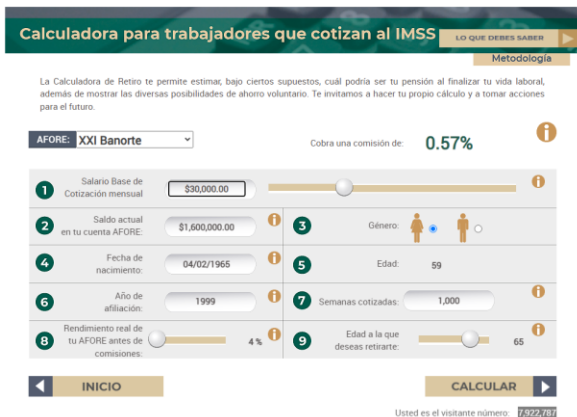 Calculadora para trabajadores que cotizan al IMSS
LO QUE DEBES SABER
Metodología
La Calculadora de Retiro te permite estimar, bajo ciertos supuestos, cuál podría ser tu pensión al finalizar tu vida laboral,
además de mostrar las diversas posibilidades de ahorro voluntario. Te invitamos a hacer tu propio cálculo y a tomar acciones
para el futuro.
AFORE: XXI Banorte
Cobra una comisión de: 0.57%
1 Salario Base de
Cotización mensual
$30,000.00
2 Saldo actual
en tu cuenta AFORE:
$1,600,000.00
3 Género:
4 Fecha de
nacimiento:
04/02/1965
5 Edad: 59
6 Año de
afiliación:
1999
7 Semanas cotizadas: 1,000
8 Rendimiento real de
tu AFORE antes de
comisiones:
4 %
9 Edad a la que
deseas retirarte:
65
INICIO
CALCULAR
Usted es el visitante número: 7,922,787